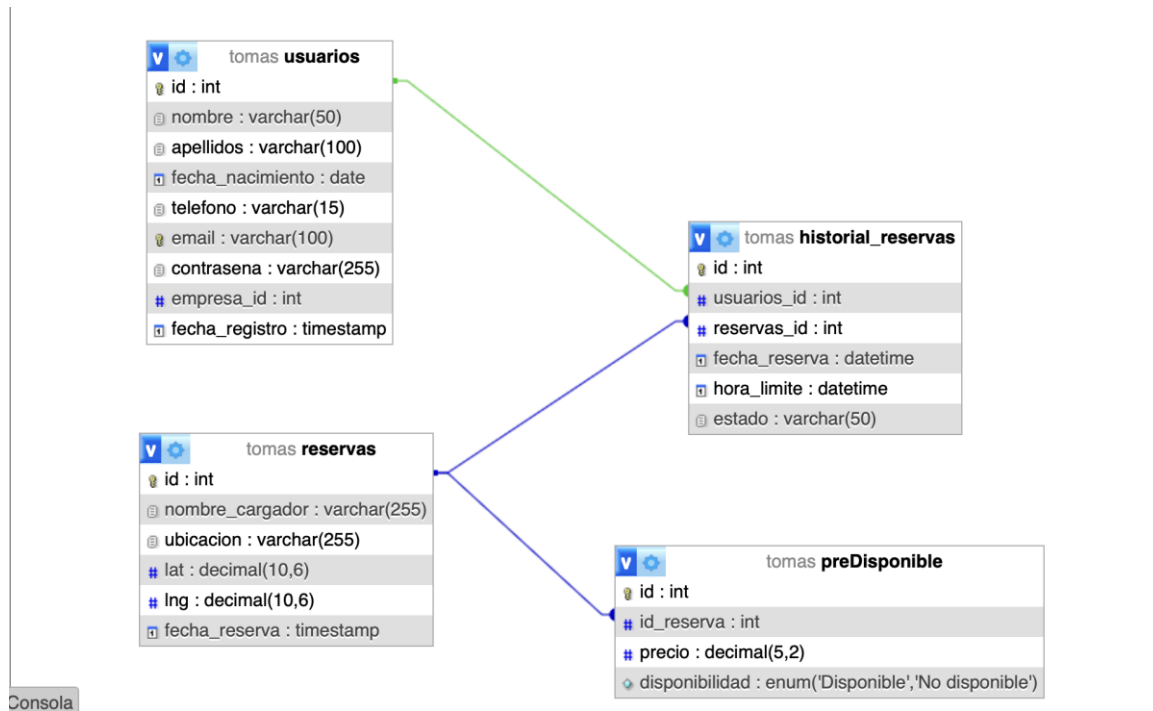 tomas usuarios
id : int
nombre : varchar(50)
apellidos : varchar(100)
fecha_nacimiento : date
telefono : varchar(15)
email : varchar(100)
contrasena : varchar(255)
empresa_id : int
fecha_registro : timestamp
tomas historial_reservas
id : int
usuarios_id : int
reservas_id : int
fecha_reserva : datetime
hora_limite : datetime
estado : varchar(50)
tomas reservas
id : int
nombre_cargador : varchar(255)
ubicacion : varchar(255)
lat : decimal(10,6)
lng : decimal(10,6)
fecha_reserva : timestamp
tomas preDisponible
id : int
id_reserva : int
precio : decimal(5,2)
disponibilidad : enum('Disponible','No disponible')
Consola